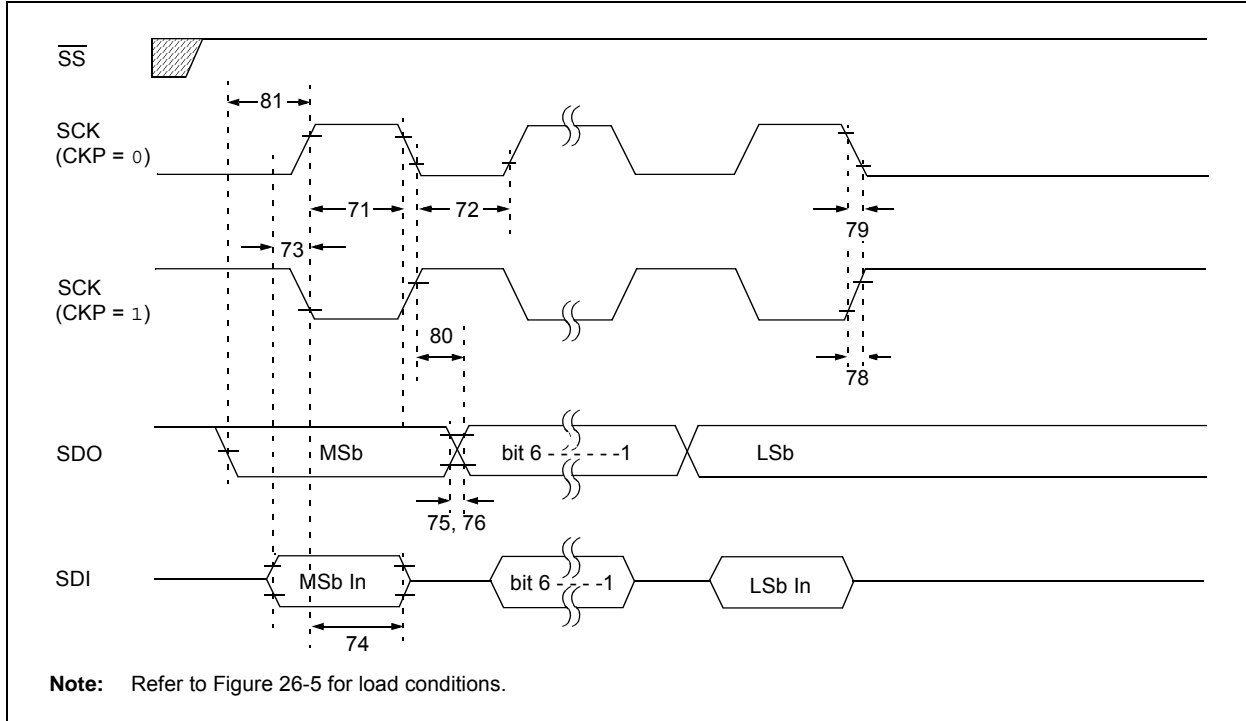 SS
81
SCK
(CKP = 0)
71
72
79
73
SCK
(CKP = 1)
80
78
SDO
MSb
bit 6 - - - - - -1
LSb
75, 76
SDI
MSb In
bit 6 - - - - -1
LSb In
74
Note: Refer to Figure 26-5 for load conditions.